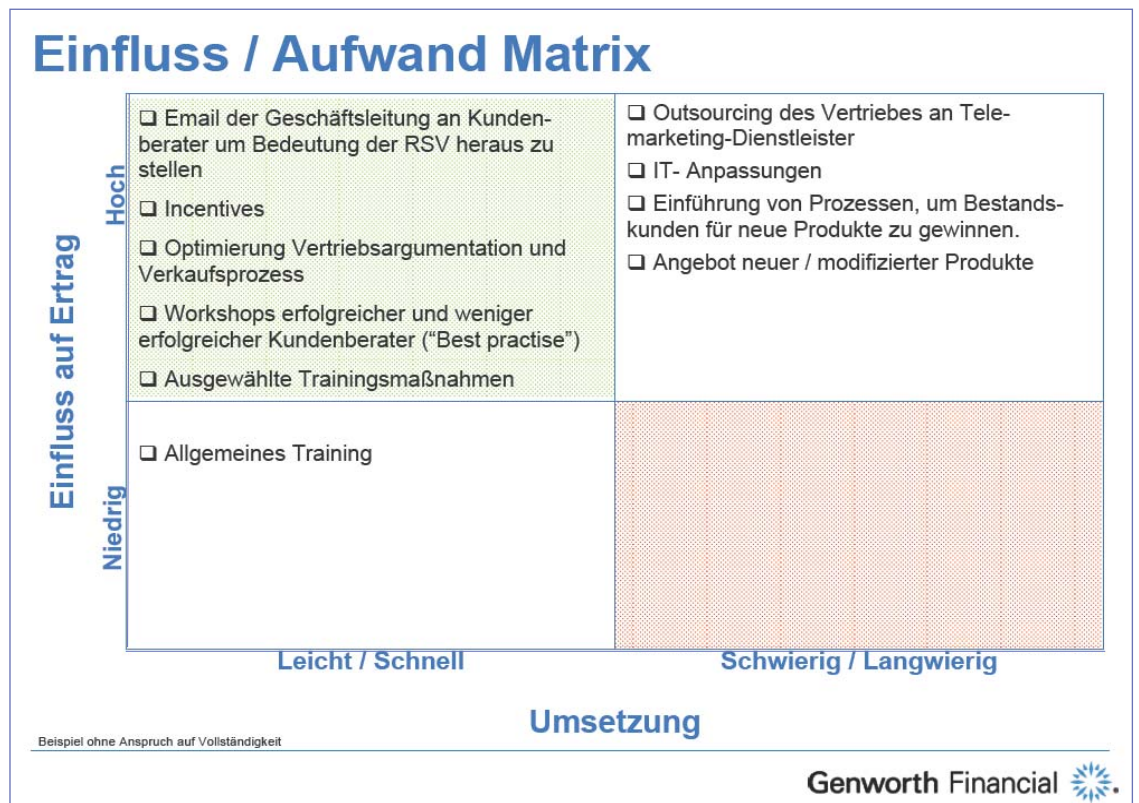 Einfluss / Aufwand Matrix
Einfluss auf Ertrag
Hoch
❑ Email der Geschäftsleitung an Kunden-
berater um Bedeutung der RSV heraus zu
stellen
❑ Incentives
❑ Optimierung Vertriebsargumentation und
Verkaufsprozess
❑ Workshops erfolgreicher und weniger
erfolgreicher Kundenberater (“Best practise”)
❑ Ausgewählte Trainingsmaßnahmen
❑ Outsourcing des Vertriebes an Tele-
marketing-Dienstleister
❑ IT- Anpassungen
❑ Einführung von Prozessen, um Bestands-
kunden für neue Produkte zu gewinnen.
❑ Angebot neuer / modifizierter Produkte
Niedrig
❑ Allgemeines Training
Leicht / Schnell
Schwierig / Langwierig
Umsetzung
Beispiel ohne Anspruch auf Vollständigkeit
Genworth Financial